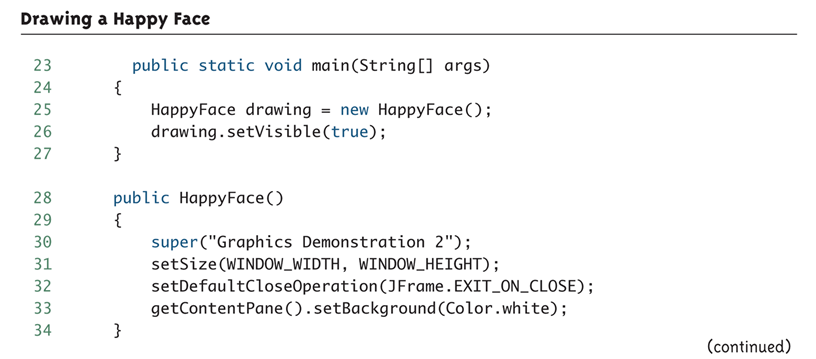 Drawing a Happy Face
23 public static void main(String[] args)
24 {
25 HappyFace drawing = new HappyFace();
26 drawing.setVisible(true);
27 }
28 public HappyFace()
29 {
30 super("Graphics Demonstration 2");
31 setSize(WINDOW_WIDTH, WINDOW_HEIGHT);
32 setDefaultCloseOperation(JFrame.EXIT_ON_CLOSE);
33 getContentPane().setBackground(Color.white);
34 }
(continued)